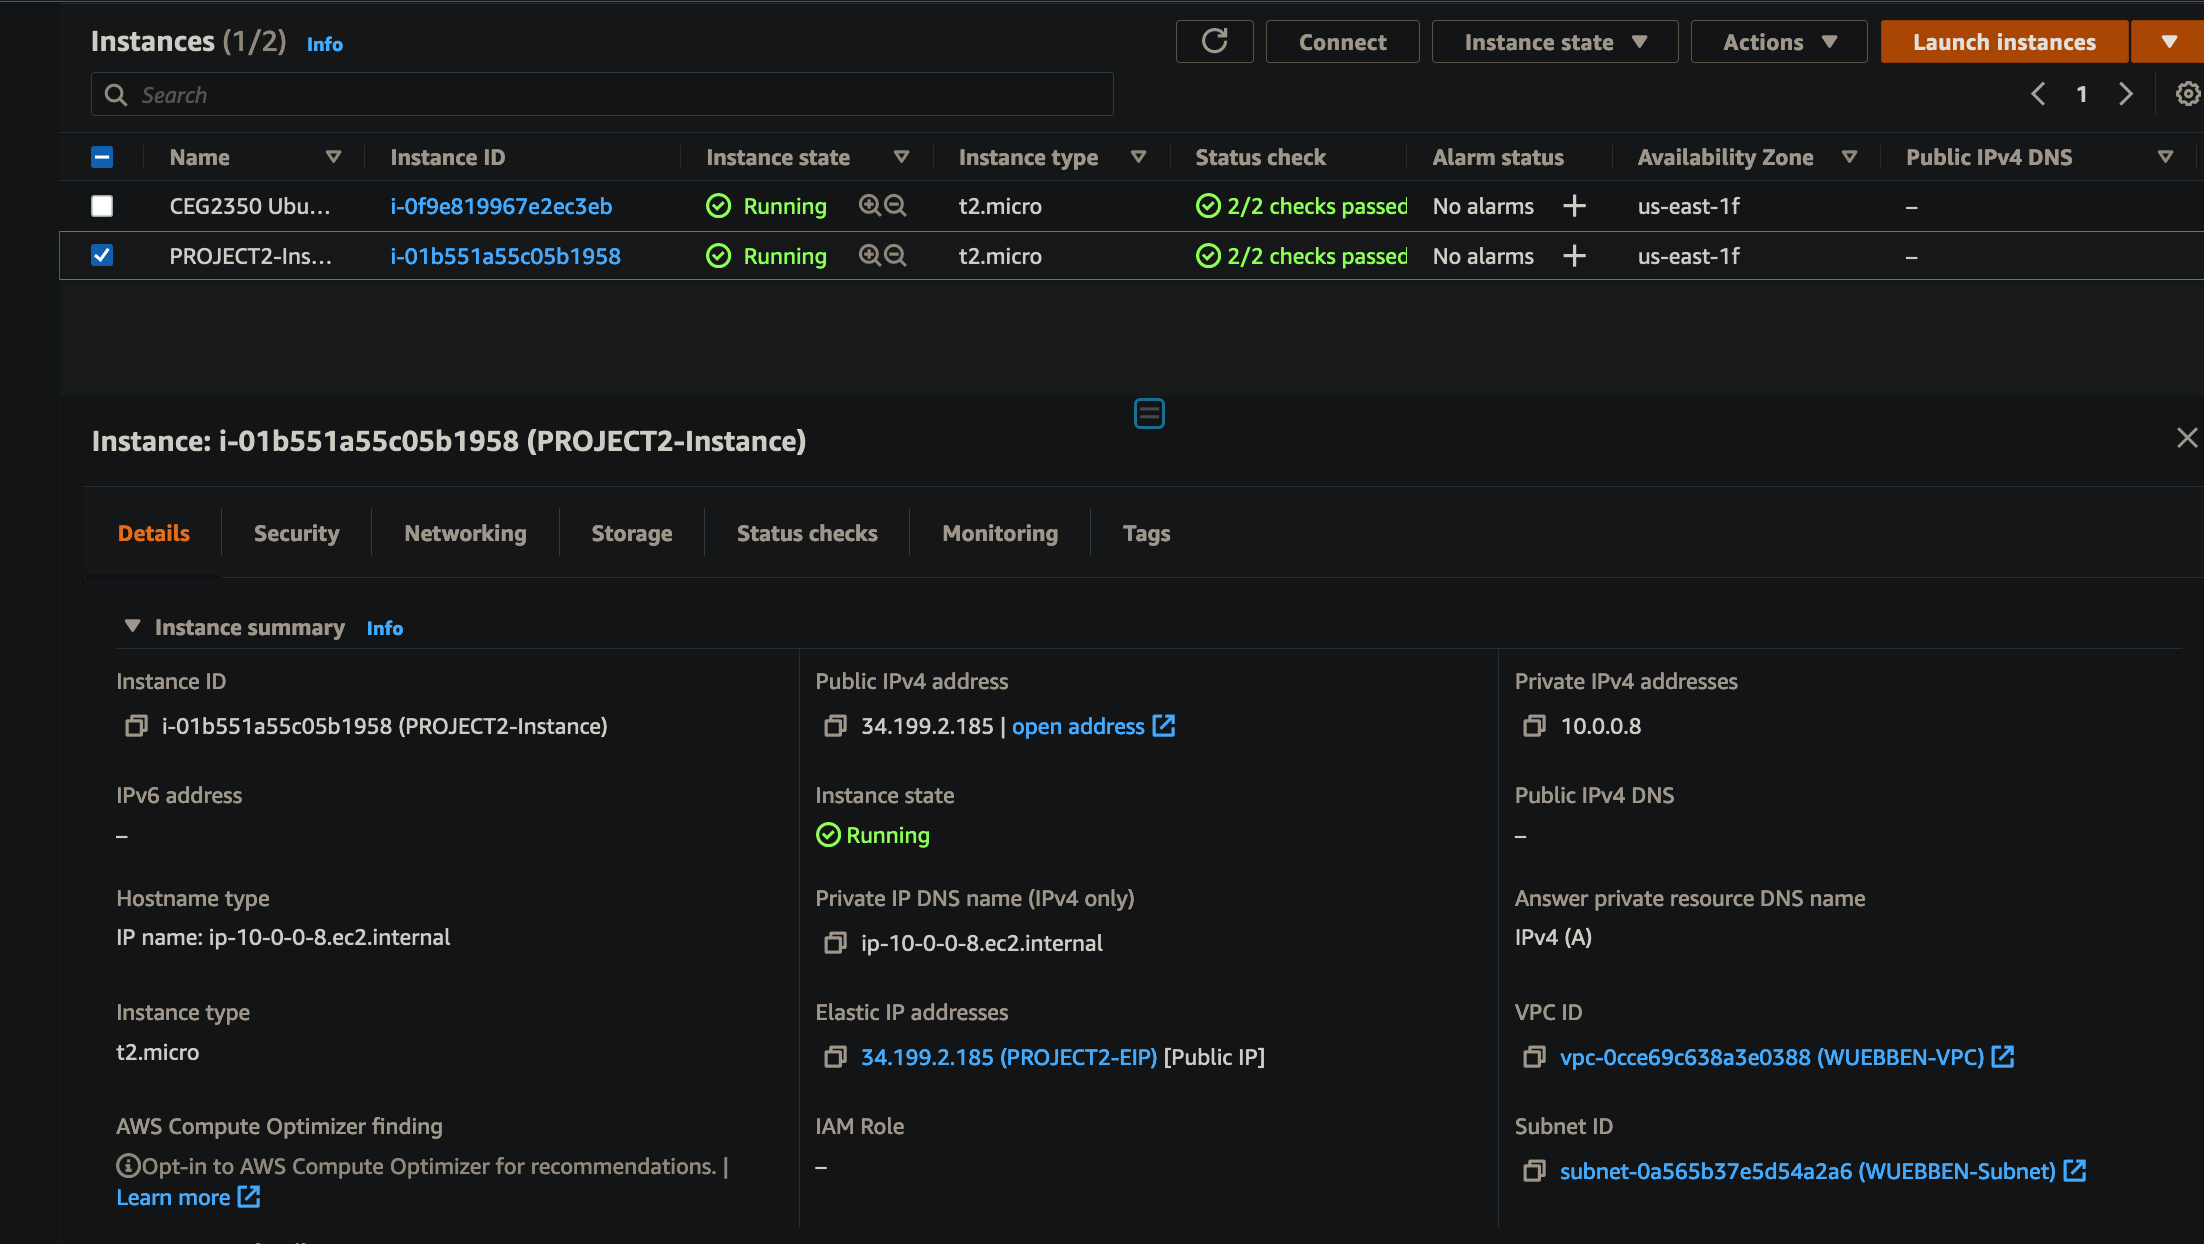 Instances (1/2) Info
Connect Instance state Actions Launch instances
Search
1
Name Instance ID Instance state Instance type Status check Alarm status Availability Zone Public IPv4 DNS
CEG2350 Ubu... i-0f9e819967e2ec3eb Running t2.micro 2/2 checks passed No alarms + us-east-1f –
PROJECT2-Ins... i-01b551a55c05b1958 Running t2.micro 2/2 checks passed No alarms + us-east-1f –
Instance: i-01b551a55c05b1958 (PROJECT2-Instance)
Details Security Networking Storage Status checks Monitoring Tags
Instance summary Info
Instance ID
i-01b551a55c05b1958 (PROJECT2-Instance)
Public IPv4 address
34.199.2.185 | open address
Private IPv4 addresses
10.0.0.8
IPv6 address
–
Instance state
Running
Public IPv4 DNS
–
Hostname type
IP name: ip-10-0-0-8.ec2.internal
Private IP DNS name (IPv4 only)
ip-10-0-0-8.ec2.internal
Answer private resource DNS name
IPv4 (A)
Instance type
t2.micro
Elastic IP addresses
34.199.2.185 (PROJECT2-EIP) [Public IP]
VPC ID
vpc-0cce69c638a3e0388 (WUEBBEN-VPC)
AWS Compute Optimizer finding
Opt-in to AWS Compute Optimizer for recommendations. |
Learn more
IAM Role
–
Subnet ID
subnet-0a565b37e5d54a2a6 (WUEBBEN-Subnet)